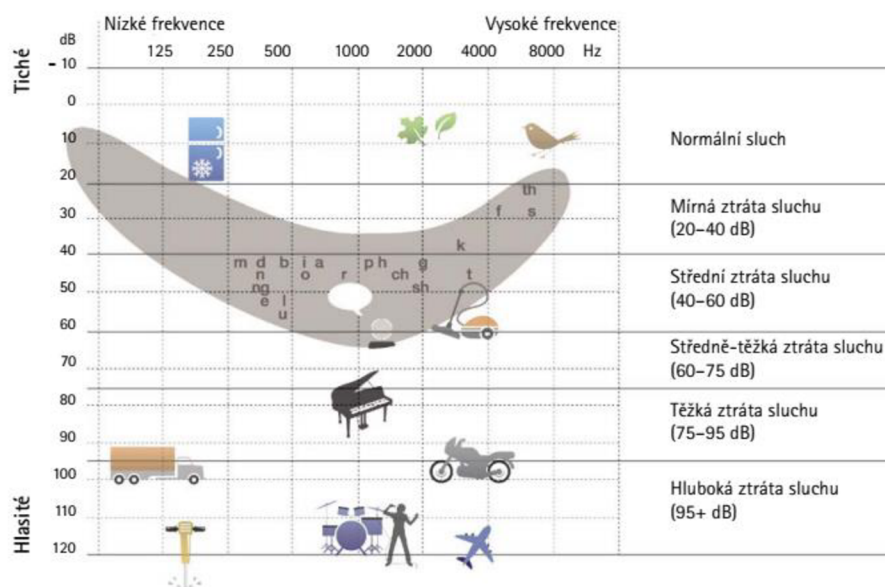 Nízké frekvence Vysoké frekvence
dB 125 250 500 1000 2000 4000 8000 Hz
Tiché
- 10
0
10 Normální sluch
20
th
30 f s Mírná ztráta sluchu
(20–40 dB)
k
40
m d b i a p h g
n o r ch t Střední ztráta sluchu
50 ng sh (40–60 dB)
e l
u
60
Středně-těžká ztráta sluchu
70 (60–75 dB)
80 Těžká ztráta sluchu
(75–95 dB)
90
100
Hluboká ztráta sluchu
110 (95+ dB)
Hlasité
120